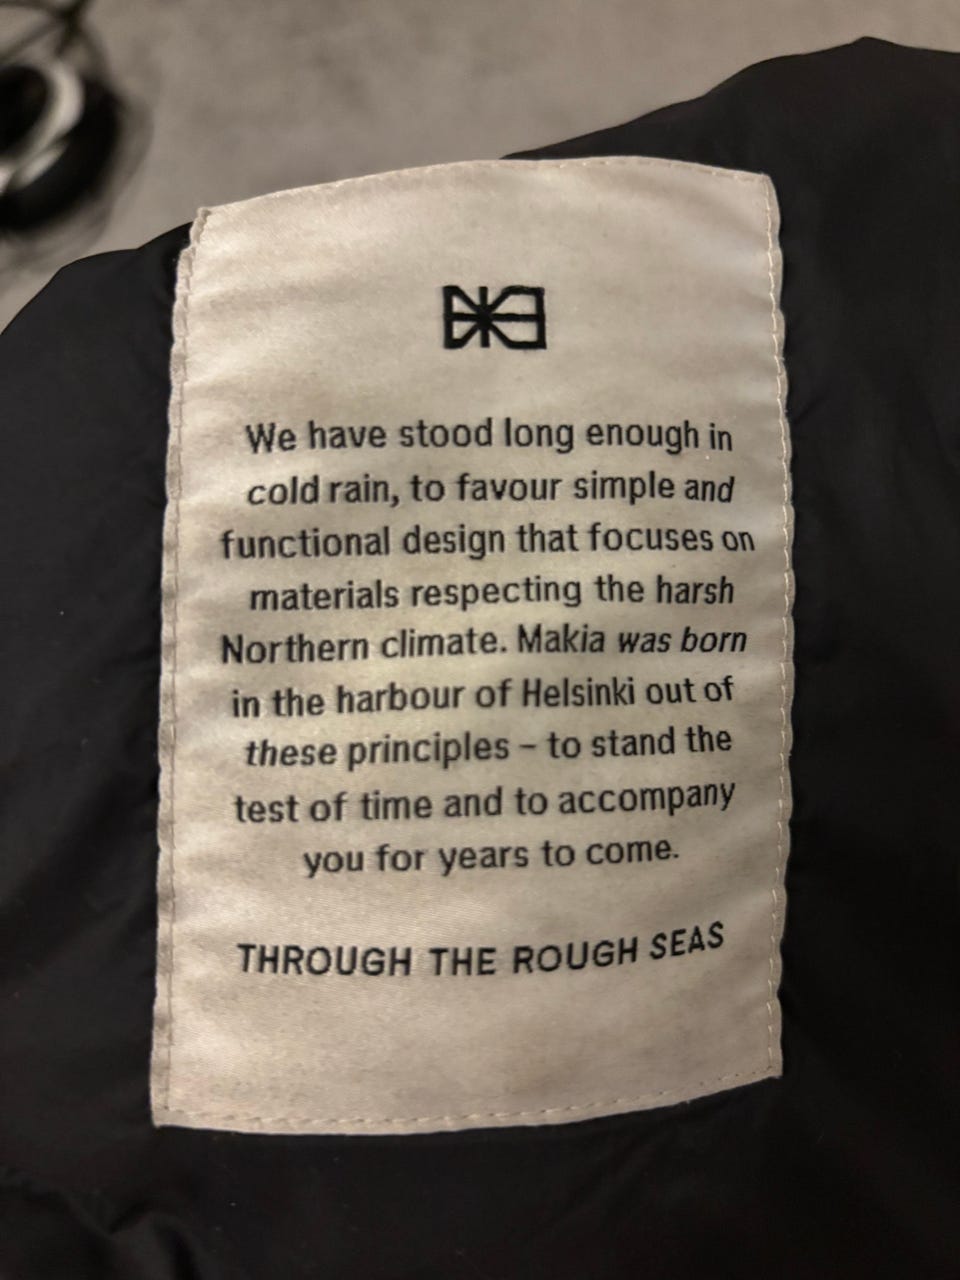 We have stood long enough in
cold rain, to favour simple and
functional design that focuses on
materials respecting the harsh
Northern climate. Makia was born
in the harbour of Helsinki out of
these principles – to stand the
test of time and to accompany
you for years to come.
THROUGH THE ROUGH SEAS